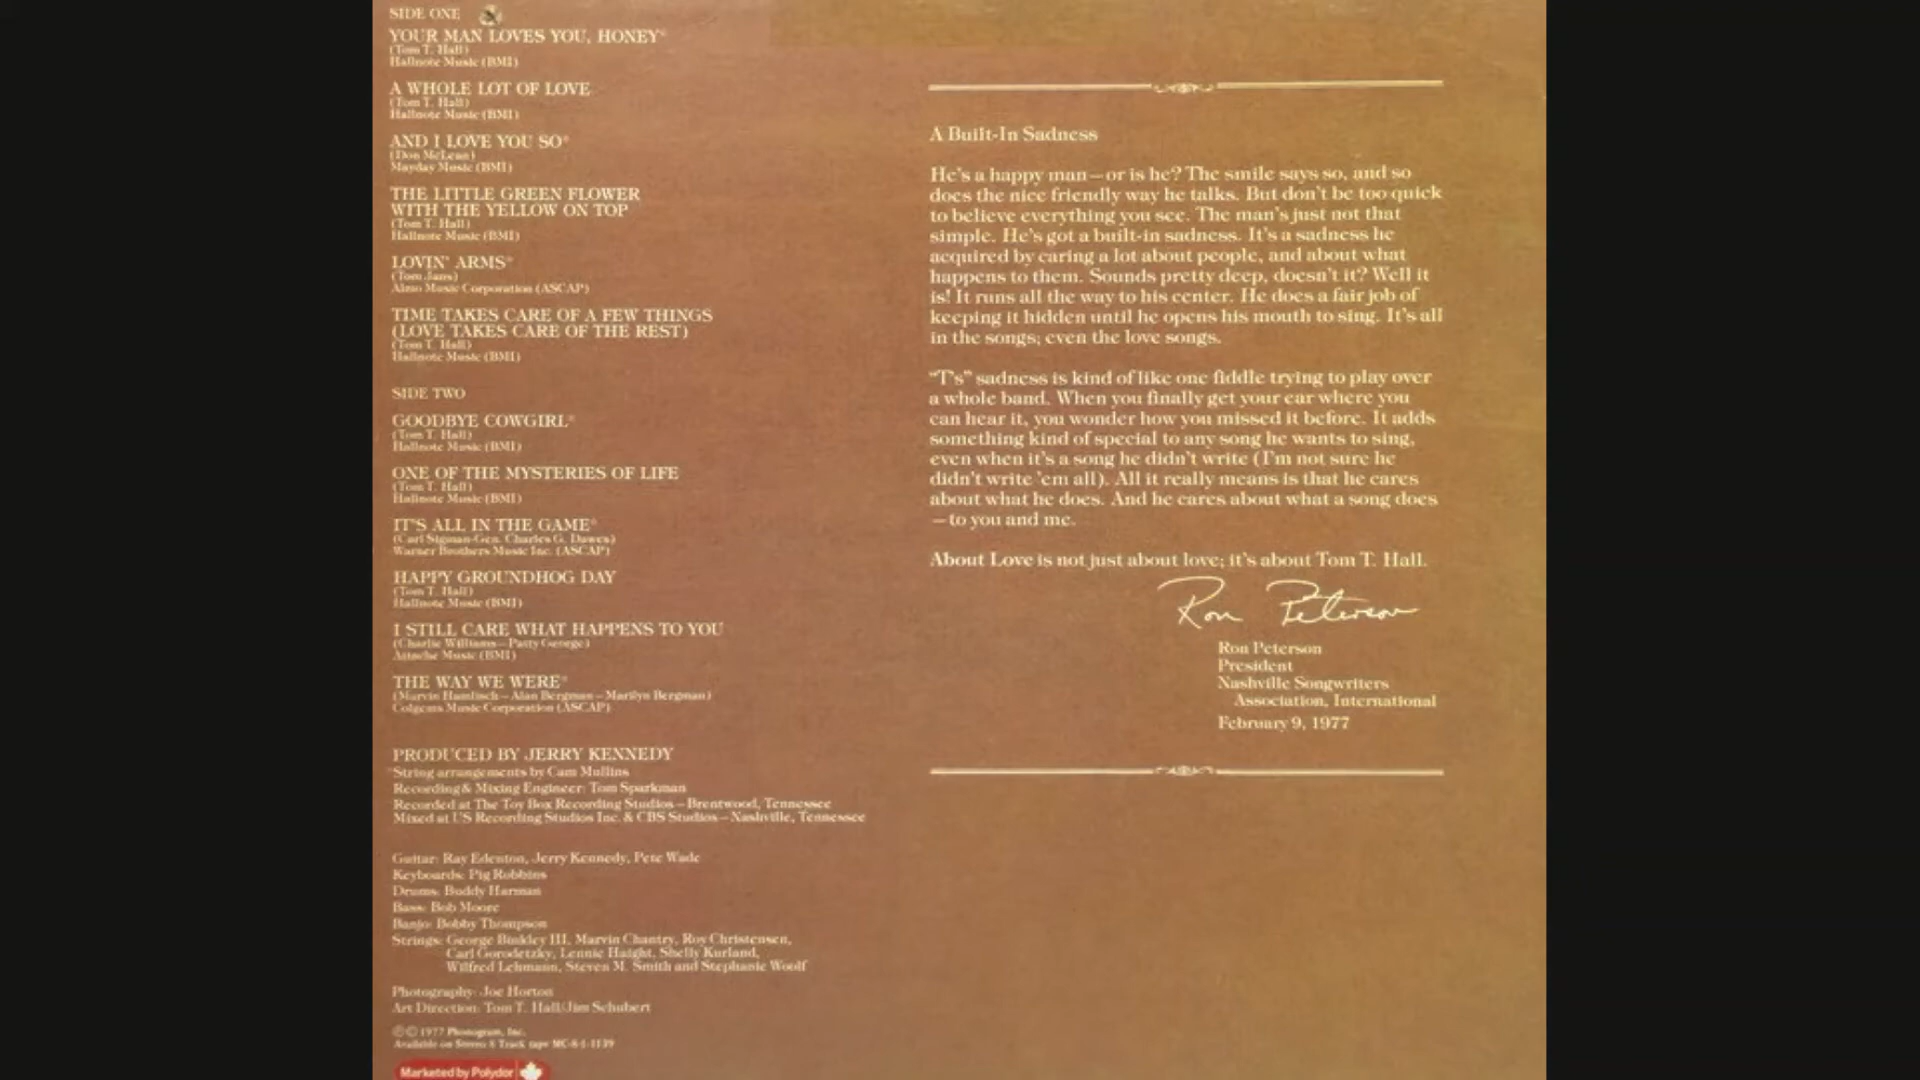 SIDE ONE
YOUR MAN LOVES YOU, HONEY*
(Tom T. Hall)
Hallnote Music (BMI)
A WHOLE LOT OF LOVE
(Tom T. Hall)
Hallnote Music (BMI)
AND I LOVE YOU SO*
(Don McLean)
Mayday Music (BMI)
THE LITTLE GREEN FLOWER
WITH THE YELLOW ON TOP
(Tom T. Hall)
Hallnote Music (BMI)
LOVIN' ARMS*
(Tom Jans)
Almo Music Corporation (ASCAP)
TIME TAKES CARE OF A FEW THINGS
(LOVE TAKES CARE OF THE REST)
(Tom T. Hall)
Hallnote Music (BMI)
SIDE TWO
GOODBYE COWGIRL*
(Tom T. Hall)
Hallnote Music (BMI)
ONE OF THE MYSTERIES OF LIFE
(Tom T. Hall)
Hallnote Music (BMI)
IT'S ALL IN THE GAME*
(Carl Sigman-Gen. Charles G. Dawes)
Warner Brothers Music Inc. (ASCAP)
HAPPY GROUNDHOG DAY
(Tom T. Hall)
Hallnote Music (BMI)
I STILL CARE WHAT HAPPENS TO YOU
(Charlie Williams—Patty George)
Attache Music (BMI)
THE WAY WE WERE*
(Marvin Hamlisch—Alan Bergman—Marilyn Bergman)
Colgems Music Corporation (ASCAP)
PRODUCED BY JERRY KENNEDY
*String arrangements by Cam Mullins
Recording & Mixing Engineer: Tom Sparkman
Recorded at The Toy Box Recording Studios—Brentwood, Tennessee
Mixed at US Recording Studios Inc. & CBS Studios—Nashville, Tennessee
Guitar: Ray Edenton, Jerry Kennedy, Pete Wade
Keyboards: Pig Robbins
Drums: Buddy Harman
Bass: Bob Moore
Banjo: Bobby Thompson
Strings: George Binkley III, Marvin Chantry, Roy Christensen,
Carl Gorodetzky, Lennie Haight, Shelly Kurland,
Wilfred Lehmann, Steven M. Smith and Stephanie Woolf
Photography: Joe Horton
Art Direction: Tom T. Hall/Jim Schubert
℗© 1977 Phonogram, Inc.
Available on Stereo 8 Track tape MC-8-1-1139
Marketed by Polydor
A Built-In Sadness
He's a happy man—or is he? The smile says so, and so
does the nice friendly way he talks. But don't be too quick
to believe everything you see. The man's just not that
simple. He's got a built-in sadness. It's a sadness he
acquired by caring a lot about people, and about what
happens to them. Sounds pretty deep, doesn't it? Well it
is! It runs all the way to his center. He does a fair job of
keeping it hidden until he opens his mouth to sing. It's all
in the songs; even the love songs.
"T's" sadness is kind of like one fiddle trying to play over
a whole band. When you finally get your ear where you
can hear it, you wonder how you missed it before. It adds
something kind of special to any song he wants to sing,
even when it's a song he didn't write (I'm not sure he
didn't write 'em all). All it really means is that he cares
about what he does. And he cares about what a song does
—to you and me.
About Love is not just about love; it's about Tom T. Hall.
Ron Peterson
Ron Peterson
President
Nashville Songwriters
Association, International
February 9, 1977